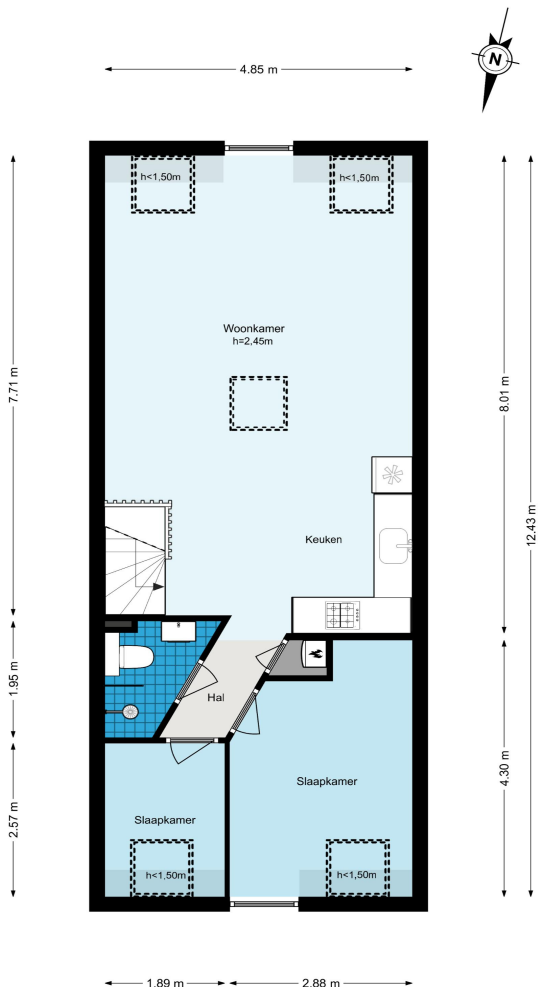 N
4.85 m
h<1,50m
h<1,50m
Woonkamer
h=2,45m
7.71 m
8.01 m
12.43 m
Keuken
1.95 m
Hal
4.30 m
2.57 m
Slaapkamer
Slaapkamer
h<1,50m
h<1,50m
1.89 m
2.88 m